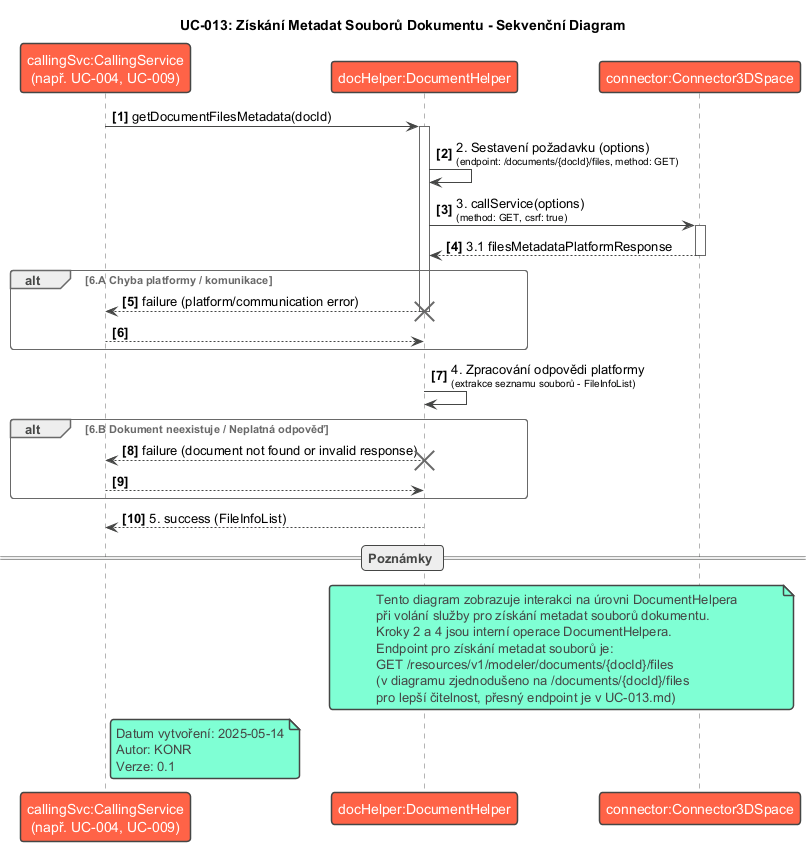 UC-013: Získání Metadat Souborů Dokumentu - Sekvenční Diagram
callingSvc:CallingService
(např. UC-004, UC-009)
docHelper:DocumentHelper
connector:Connector3DSpace
[1] getDocumentFilesMetadata(docId)
[2] 2. Sestavení požadavku (options)
(endpoint: /documents/{docId}/files, method: GET)
[3] 3. callService(options)
(method: GET, csrf: true)
[4] 3.1 filesMetadataPlatformResponse
alt [6.A Chyba platformy / komunikace]
[5] failure (platform/communication error)
[6]
[7] 4. Zpracování odpovědi platformy
(extrakce seznamu souborů - FileInfoList)
alt [6.B Dokument neexistuje / Neplatná odpověď]
[8] failure (document not found or invalid response)
[9]
[10] 5. success (FileInfoList)
Poznámky
Tento diagram zobrazuje interakci na úrovni DocumentHelpera
při volání služby pro získání metadat souborů dokumentu.
Kroky 2 a 4 jsou interní operace DocumentHelpera.
Endpoint pro získání metadat souborů je:
GET /resources/v1/modeler/documents/{docId}/files
(v diagramu zjednodušeno na /documents/{docId}/files
pro lepší čitelnost, přesný endpoint je v UC-013.md)
Datum vytvoření: 2025-05-14
Autor: KONR
Verze: 0.1
callingSvc:CallingService
(např. UC-004, UC-009)
docHelper:DocumentHelper
connector:Connector3DSpace